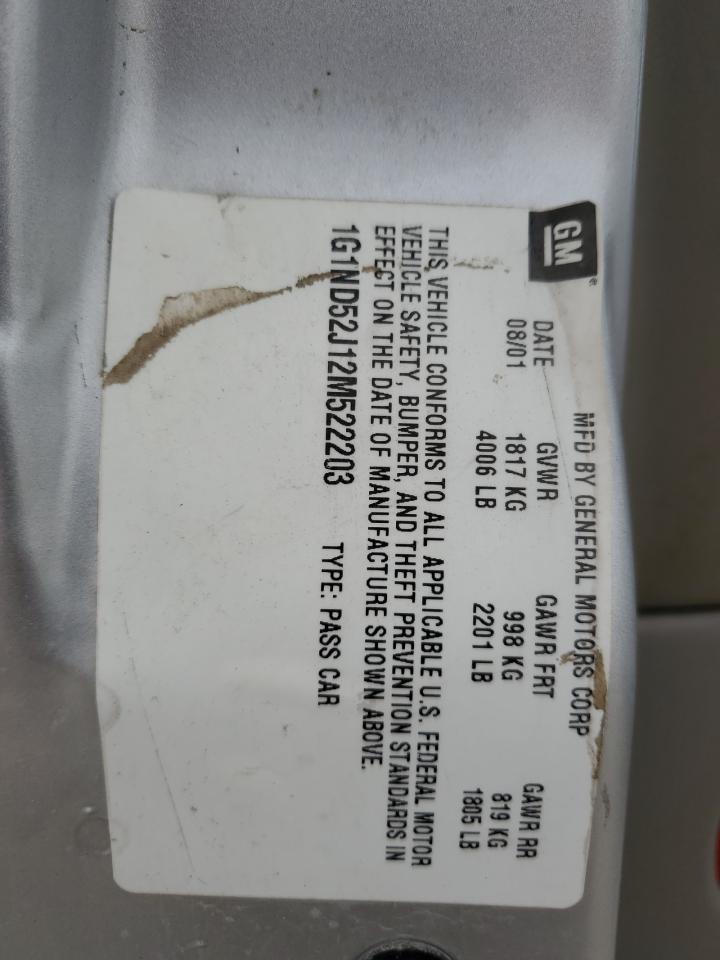 GM
MFD BY GENERAL MOTORS CORP
DATE GVWR GAWR FRT GAWR RR
08/01 1817 KG 998 KG 819 KG
4006 LB 2201 LB 1805 LB
THIS VEHICLE CONFORMS TO ALL APPLICABLE U.S. FEDERAL MOTOR
VEHICLE SAFETY, BUMPER, AND THEFT PREVENTION STANDARDS IN
EFFECT ON THE DATE OF MANUFACTURE SHOWN ABOVE.
1G1ND52J12M522203 TYPE: PASS CAR